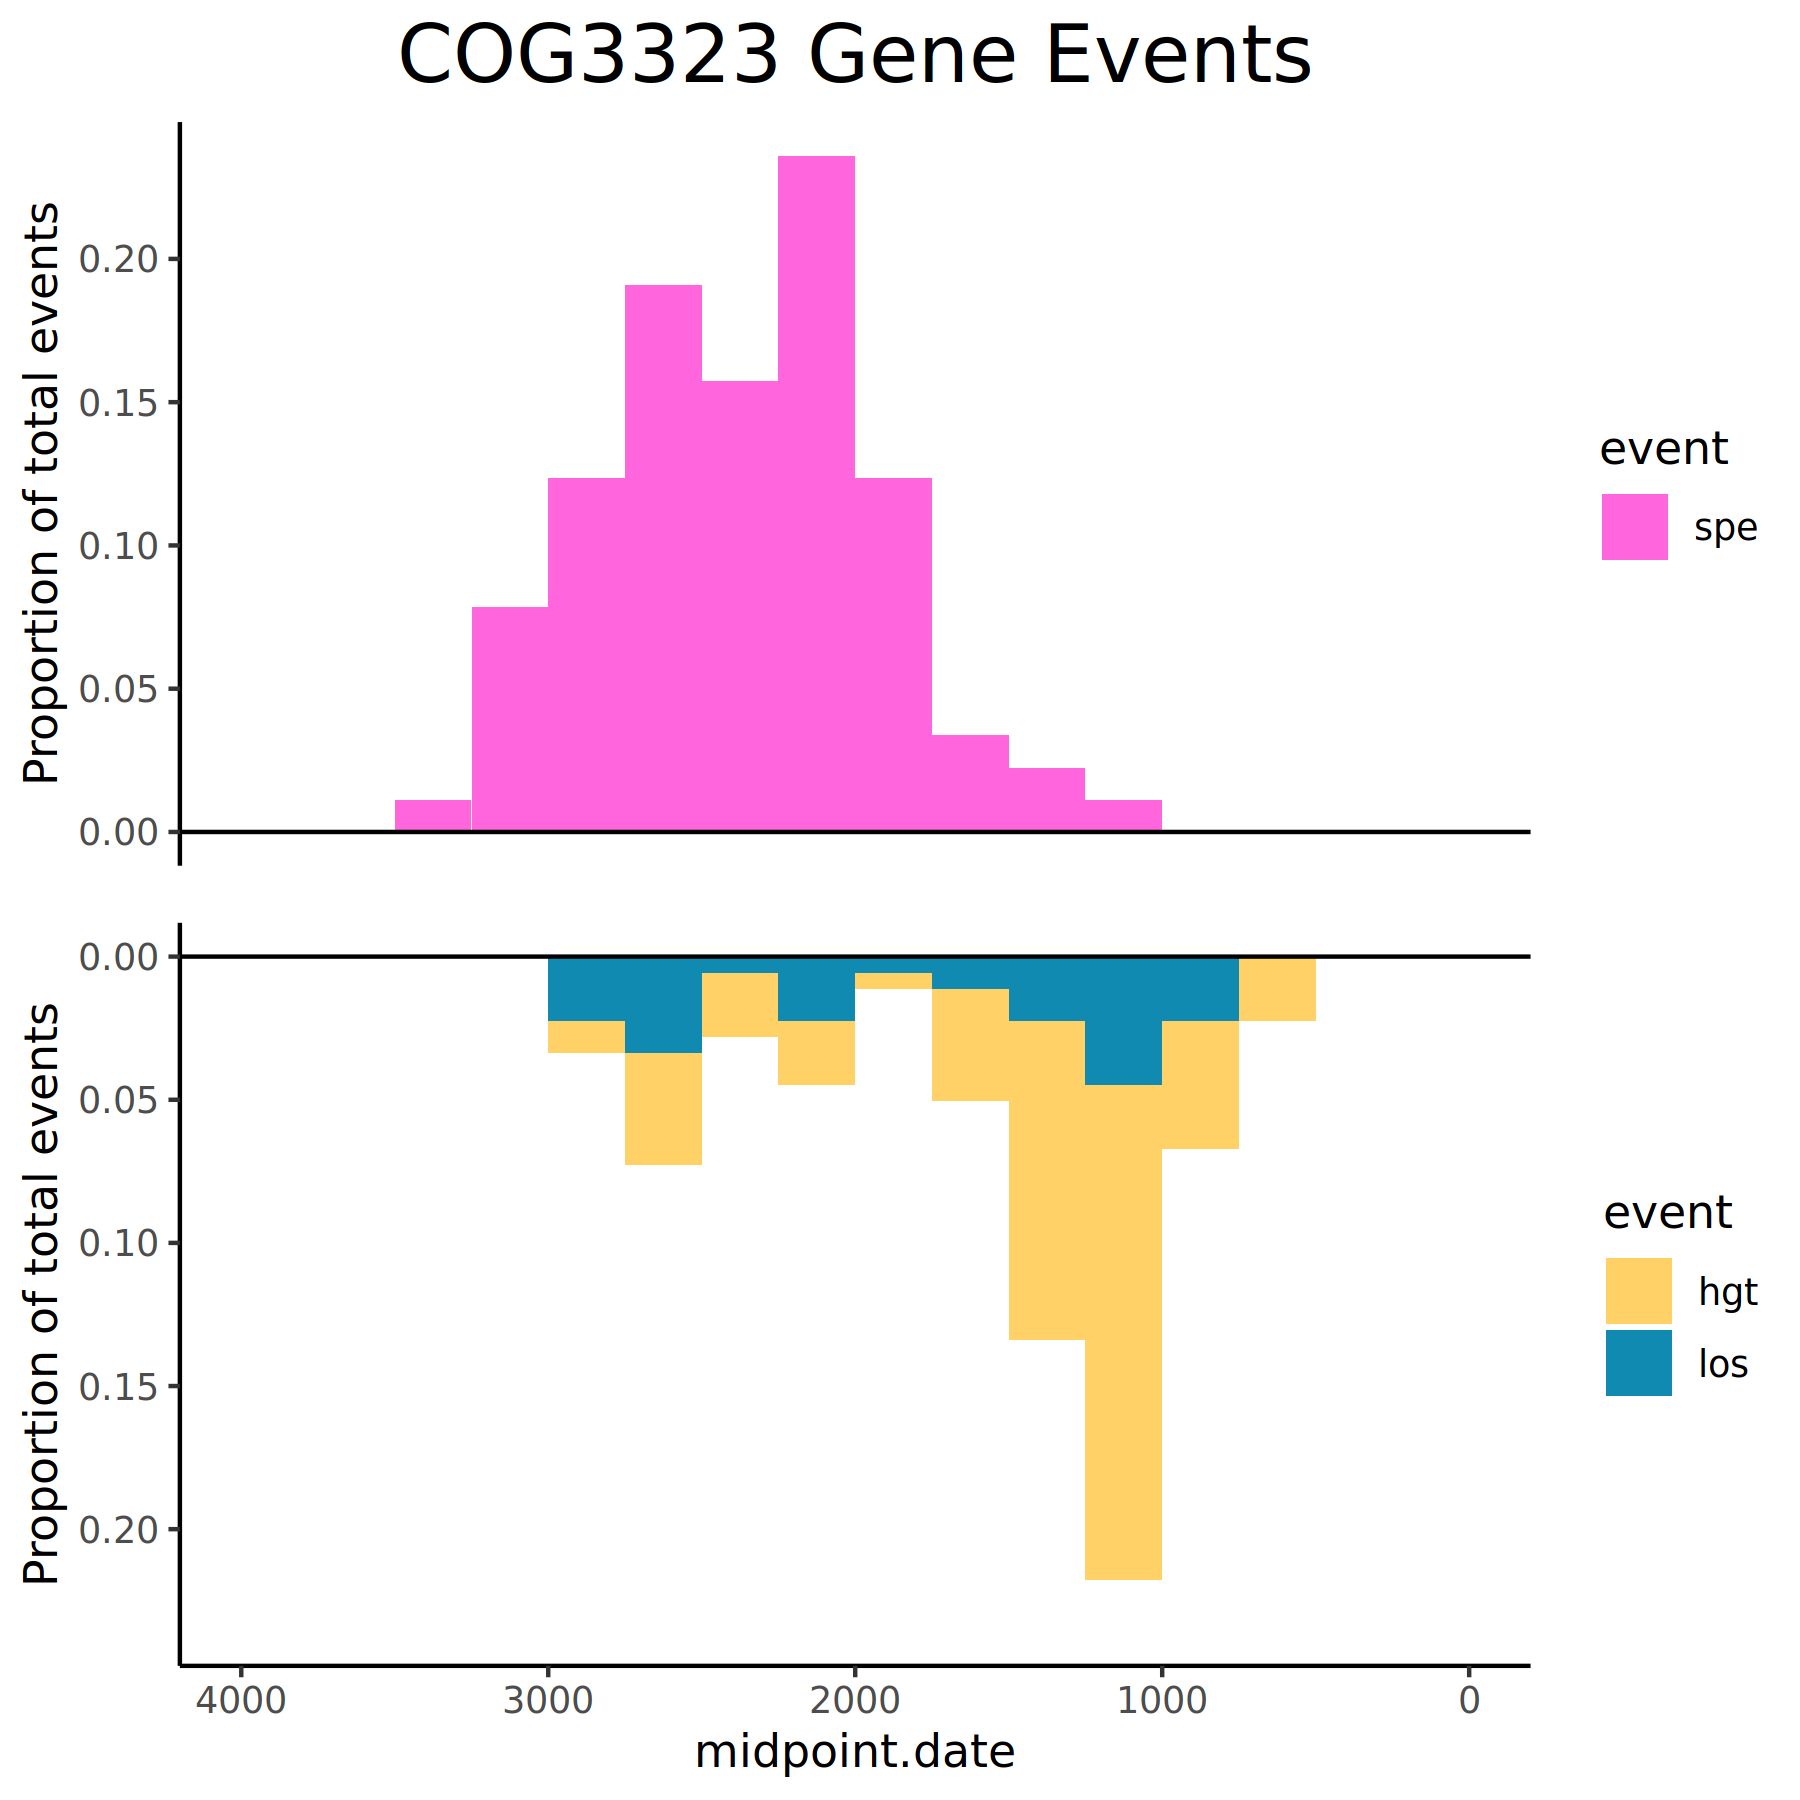 COG3323 Gene Events
Proportion of total events
0.20
0.15
0.10
0.05
0.00
event
spe
Proportion of total events
0.00
0.05
0.10
0.15
0.20
event
hgt
los
4000 3000 2000 1000 0
midpoint.date